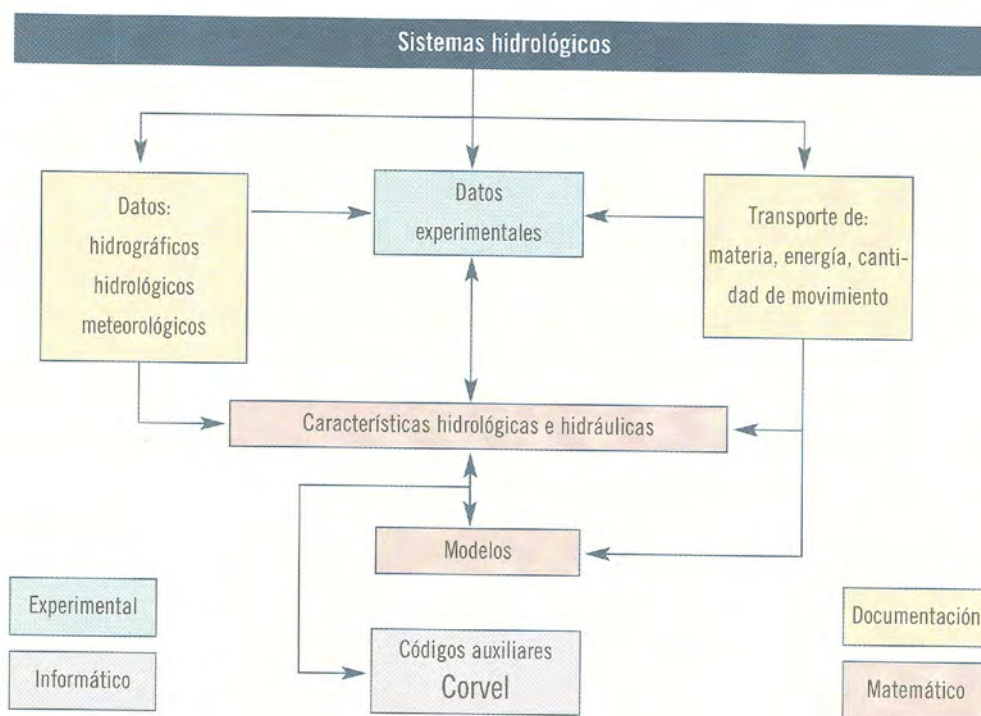 Sistemas hidrológicos
Datos:
hidrográficos
hidrológicos
meteorológicos
Datos
experimentales
Transporte de:
materia, energía, canti-
dad de movimiento
Características hidrológicas e hidráulicas
Modelos
Códigos auxiliares
Corvel
Experimental
Informático
Documentación
Matemático